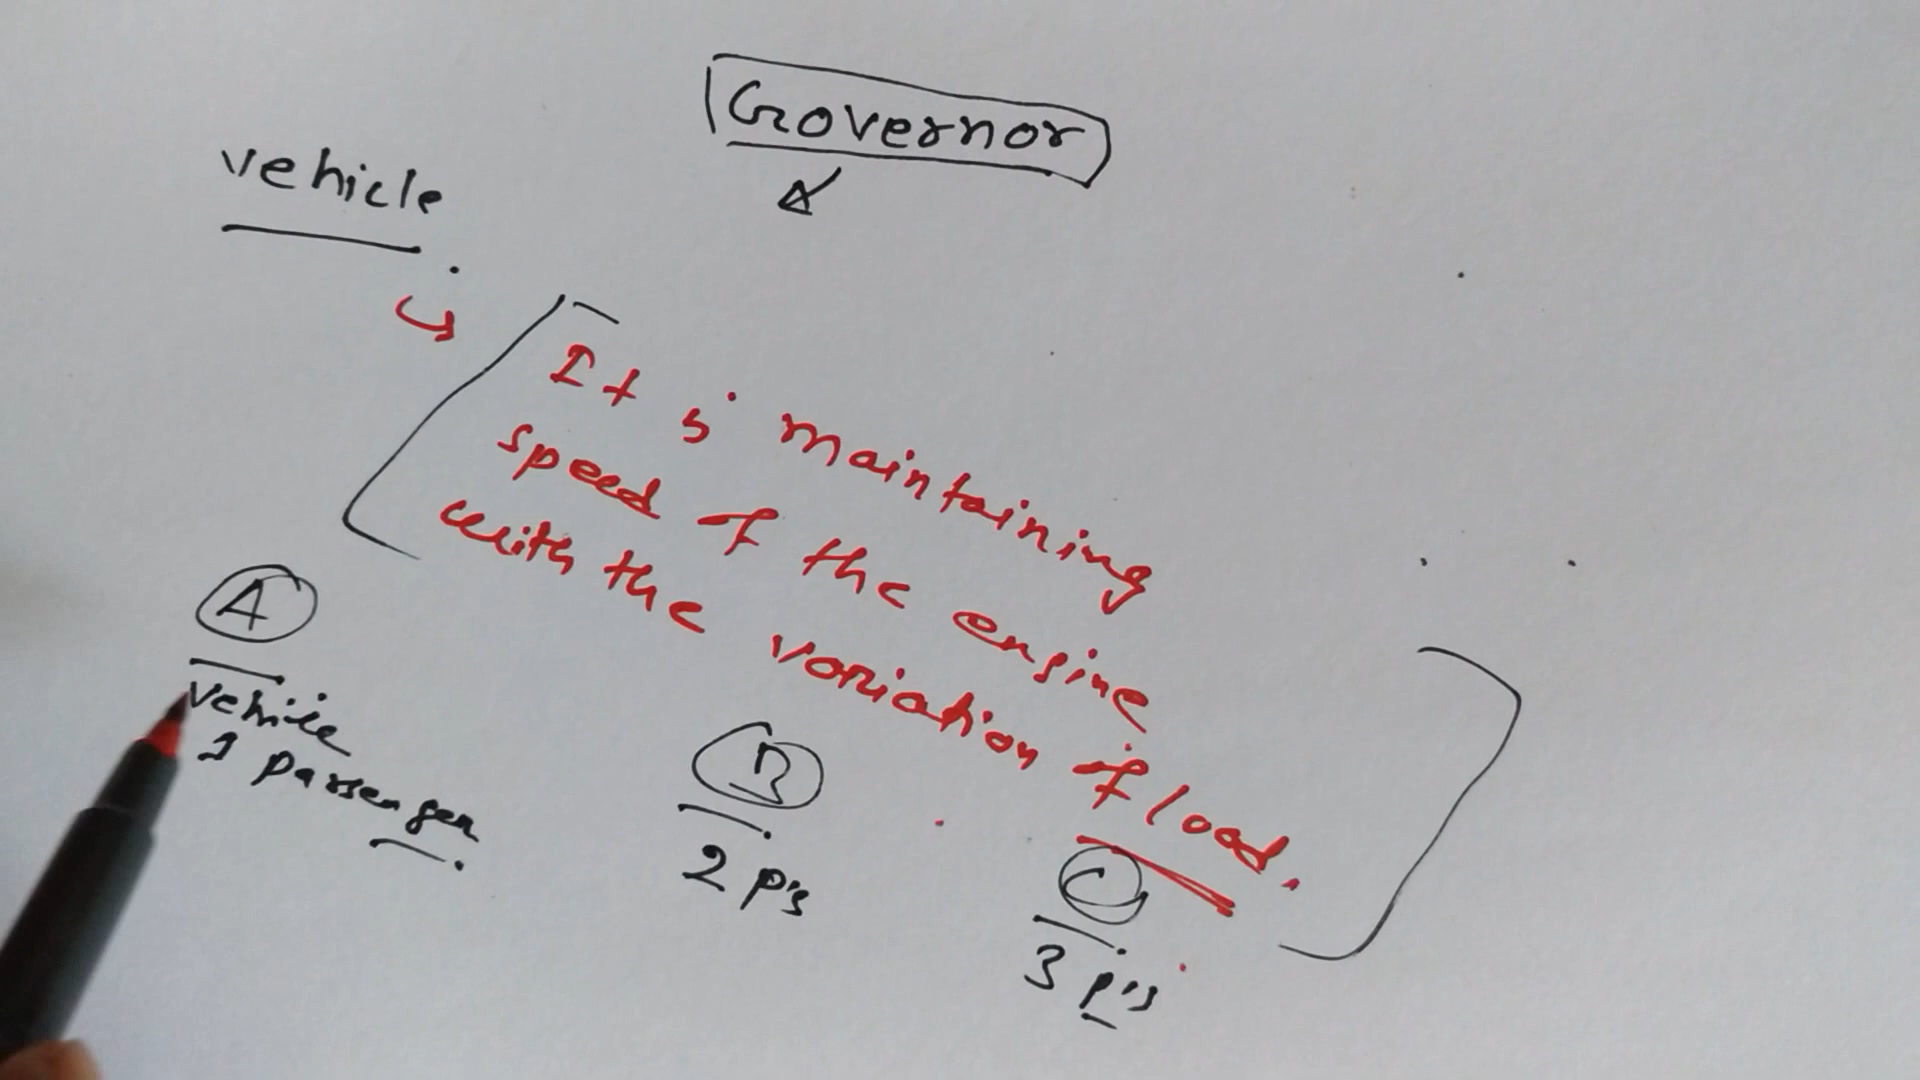 Governor
vehicle
It is maintaining
speed of the engine
with the variation of load.
A
vehicle
1 passenger
B
2 p's
C
3 p's